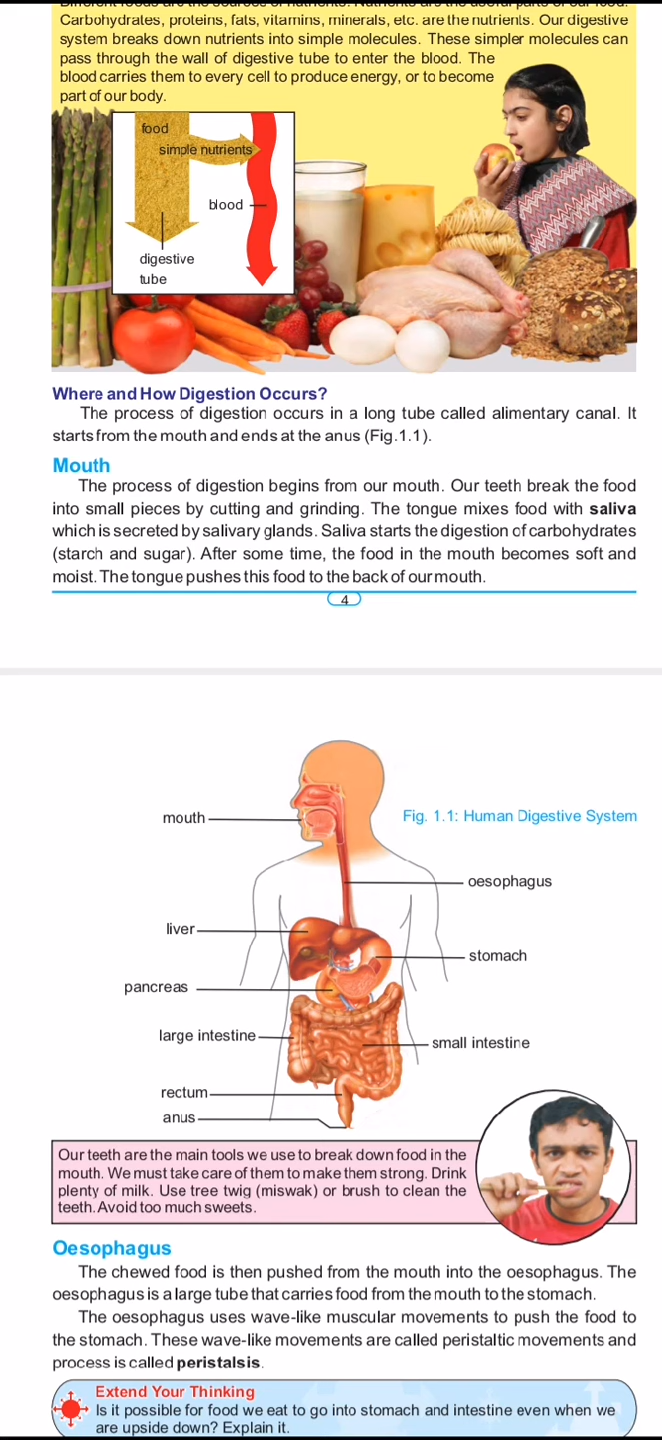 Different foods are the sources of nutrients. Nutrients are the useful parts of our food.
Carbohydrates, proteins, fats, vitamins, minerals, etc. are the nutrients. Our digestive
system breaks down nutrients into simple molecules. These simpler molecules can
pass through the wall of digestive tube to enter the blood. The
blood carries them to every cell to produce energy, or to become
part of our body.
food
simple nutrients
blood
digestive
tube
Where and How Digestion Occurs?
The process of digestion occurs in a long tube called alimentary canal. It
starts from the mouth and ends at the anus (Fig.1.1).
Mouth
The process of digestion begins from our mouth. Our teeth break the food
into small pieces by cutting and grinding. The tongue mixes food with saliva
which is secreted by salivary glands. Saliva starts the digestion of carbohydrates
(starch and sugar). After some time, the food in the mouth becomes soft and
moist. The tongue pushes this food to the back of our mouth.
4
mouth
Fig. 1.1: Human Digestive System
oesophagus
liver
stomach
pancreas
large intestine
small intestine
rectum
anus
Our teeth are the main tools we use to break down food in the
mouth. We must take care of them to make them strong. Drink
plenty of milk. Use tree twig (miswak) or brush to clean the
teeth. Avoid too much sweets.
Oesophagus
The chewed food is then pushed from the mouth into the oesophagus. The
oesophagus is a large tube that carries food from the mouth to the stomach.
The oesophagus uses wave-like muscular movements to push the food to
the stomach. These wave-like movements are called peristaltic movements and
process is called peristalsis.
Extend Your Thinking
Is it possible for food we eat to go into stomach and intestine even when we
are upside down? Explain it.